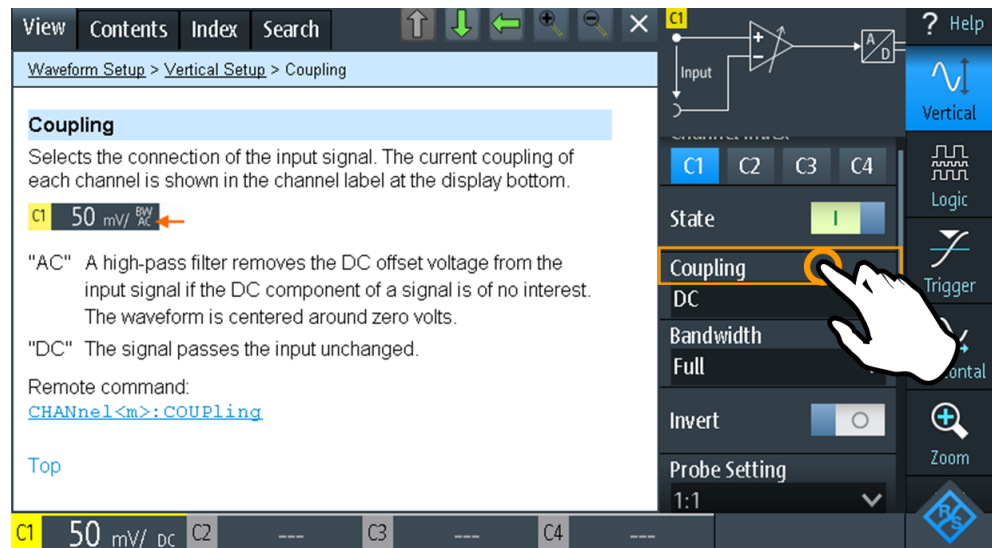 View Contents Index Search
Waveform Setup > Vertical Setup > Coupling
Coupling
Selects the connection of the input signal. The current coupling of
each channel is shown in the channel label at the display bottom.
C1 50 mV/ BW
AC
"AC" A high-pass filter removes the DC offset voltage from the
input signal if the DC component of a signal is of no interest.
The waveform is centered around zero volts.
"DC" The signal passes the input unchanged.
Remote command:
CHANnel<m>:COUPling
Top
C1
Input
+
-
A/D
C1 C2 C3 C4
State
I
Coupling
DC
Bandwidth
Full
Invert
Probe Setting
1:1
? Help
Vertical
Logic
Trigger
Zoom
R&S
C1 50 mV/ DC C2 --- C3 --- C4 ---